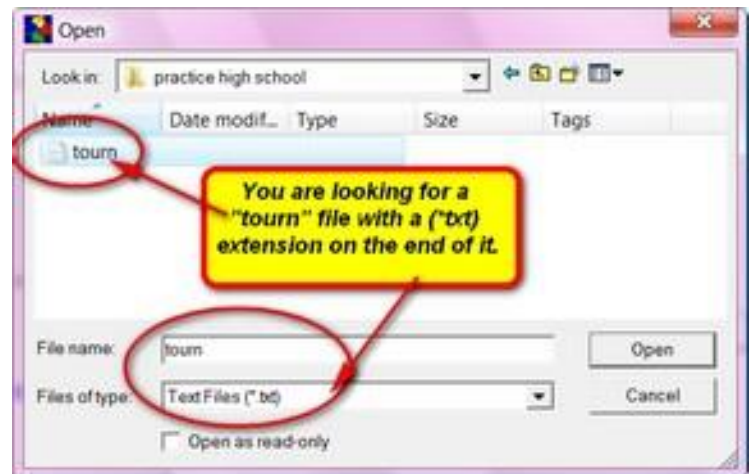 Open
Look in: practice high school
Name Date modif... Type Size Tags
tourn
You are looking for a
"tourn" file with a (*txt)
extension on the end of it.
File name: tourn Open
Files of type: Text Files (*.txt) Cancel
Open as read-only